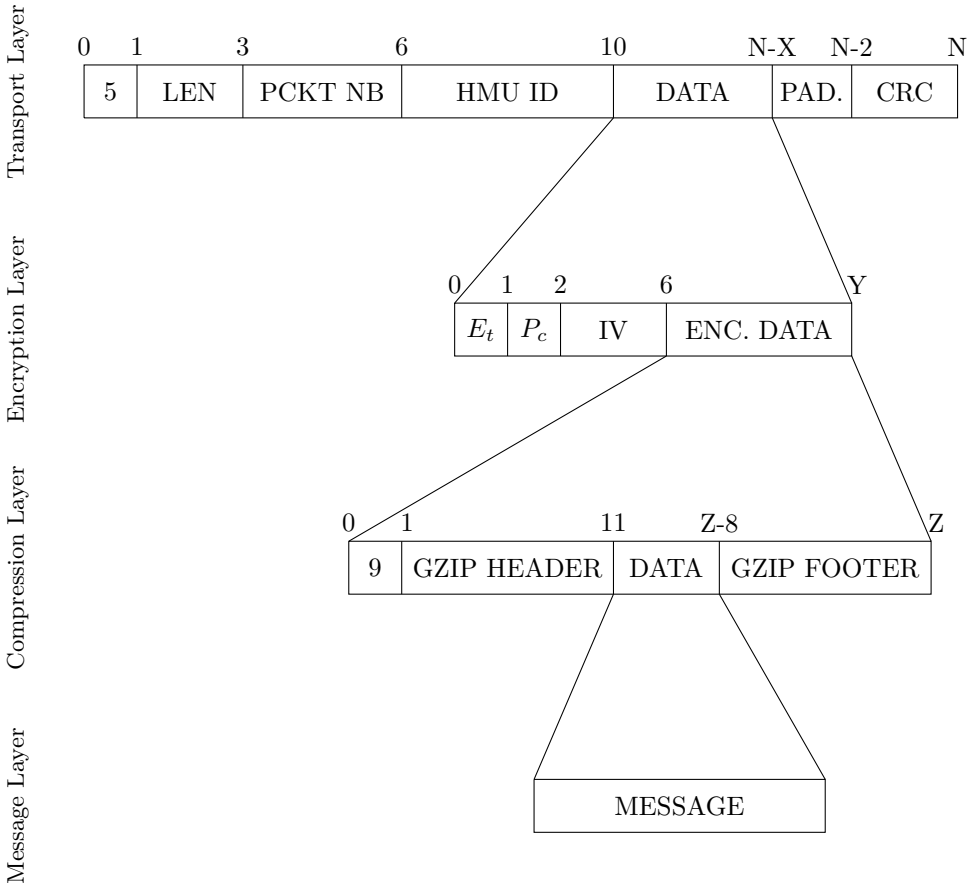 Transport Layer
0 1 3 6 10 N-X N-2 N
5 LEN PCKT NB HMU ID DATA PAD. CRC
Encryption Layer
0 1 2 6 Y
E_t P_c IV ENC. DATA
Compression Layer
0 1 11 Z-8 Z
9 GZIP HEADER DATA GZIP FOOTER
Message Layer
MESSAGE